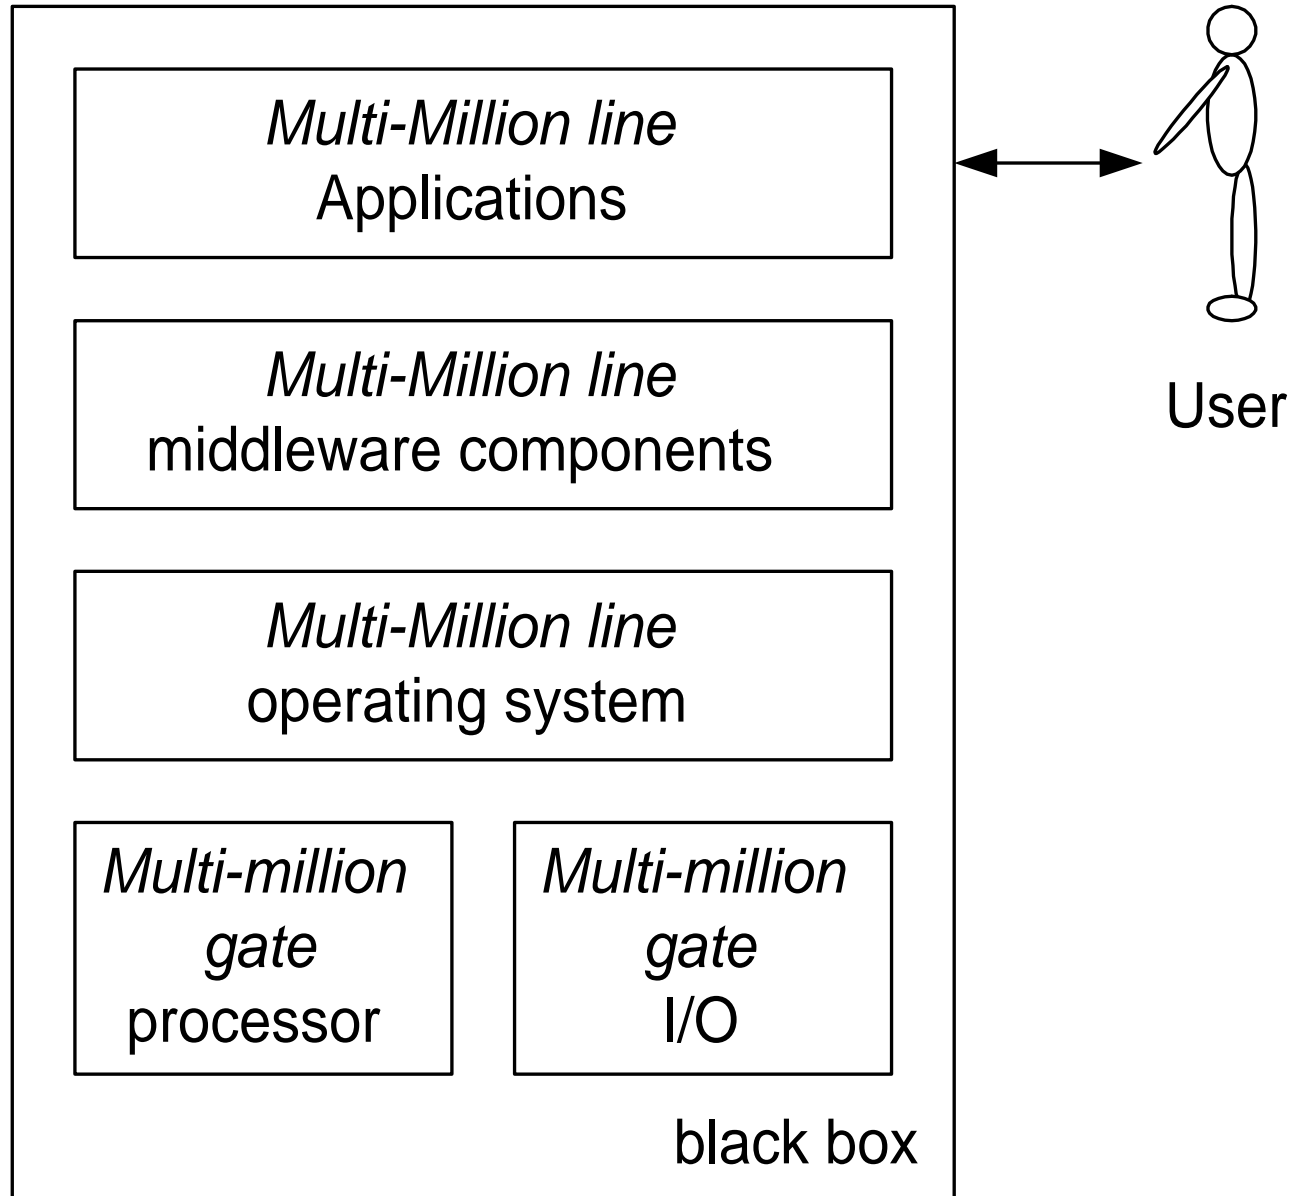 Multi-Million line
Applications
Multi-Million line
middleware components
User
Multi-Million line
operating system
Multi-million
gate
processor
Multi-million
gate
I/O
black box